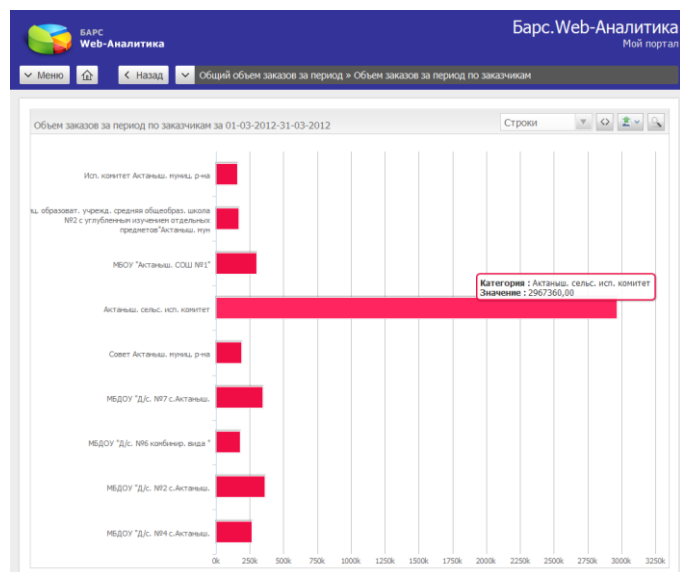 БАРС
Web-Аналитика
Барс.Web-Аналитика
Мой портал
Меню
Назад
Общий объем заказов за период » Объем заказов за период по заказчикам
Объем заказов за период по заказчикам за 01-03-2012-31-03-2012
Строки
Исп. комитет Актаныш. муниц. р-на
иц. образоват. учрежд. средняя общеобраз. школа
№2 с углубленным изучением отдельных
предметов"Актаныш. мун
МБОУ "Актаныш. СОШ №1"
Категория : Актаныш. сельс. исп. комитет
Значение : 2967360,00
Актаныш. сельс. исп. комитет
Совет Актаныш. муниц. р-на
МБДОУ "Д/с. №7 с.Актаныш.
МБДОУ "Д/с. №6 комбинир. вида "
МБДОУ "Д/с. №2 с.Актаныш.
МБДОУ "Д/с. №4 с.Актаныш.
0k 250k 500k 750k 1000k 1250k 1500k 1750k 2000k 2250k 2500k 2750k 3000k 3250k